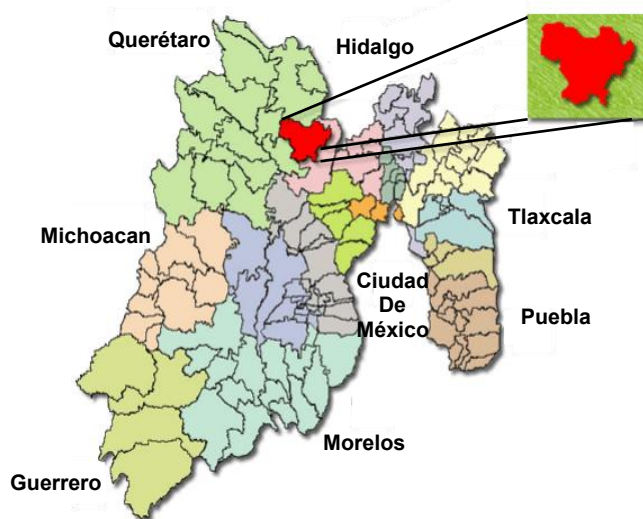 Querétaro
Hidalgo
Michoacan
Tlaxcala
Ciudad
De
México
Puebla
Morelos
Guerrero